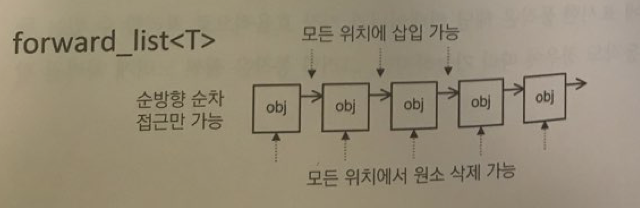 forward_list<T>
모든 위치에 삽입 가능
순방향 순차
접근만 가능
obj obj obj obj obj
모든 위치에서 원소 삭제 가능